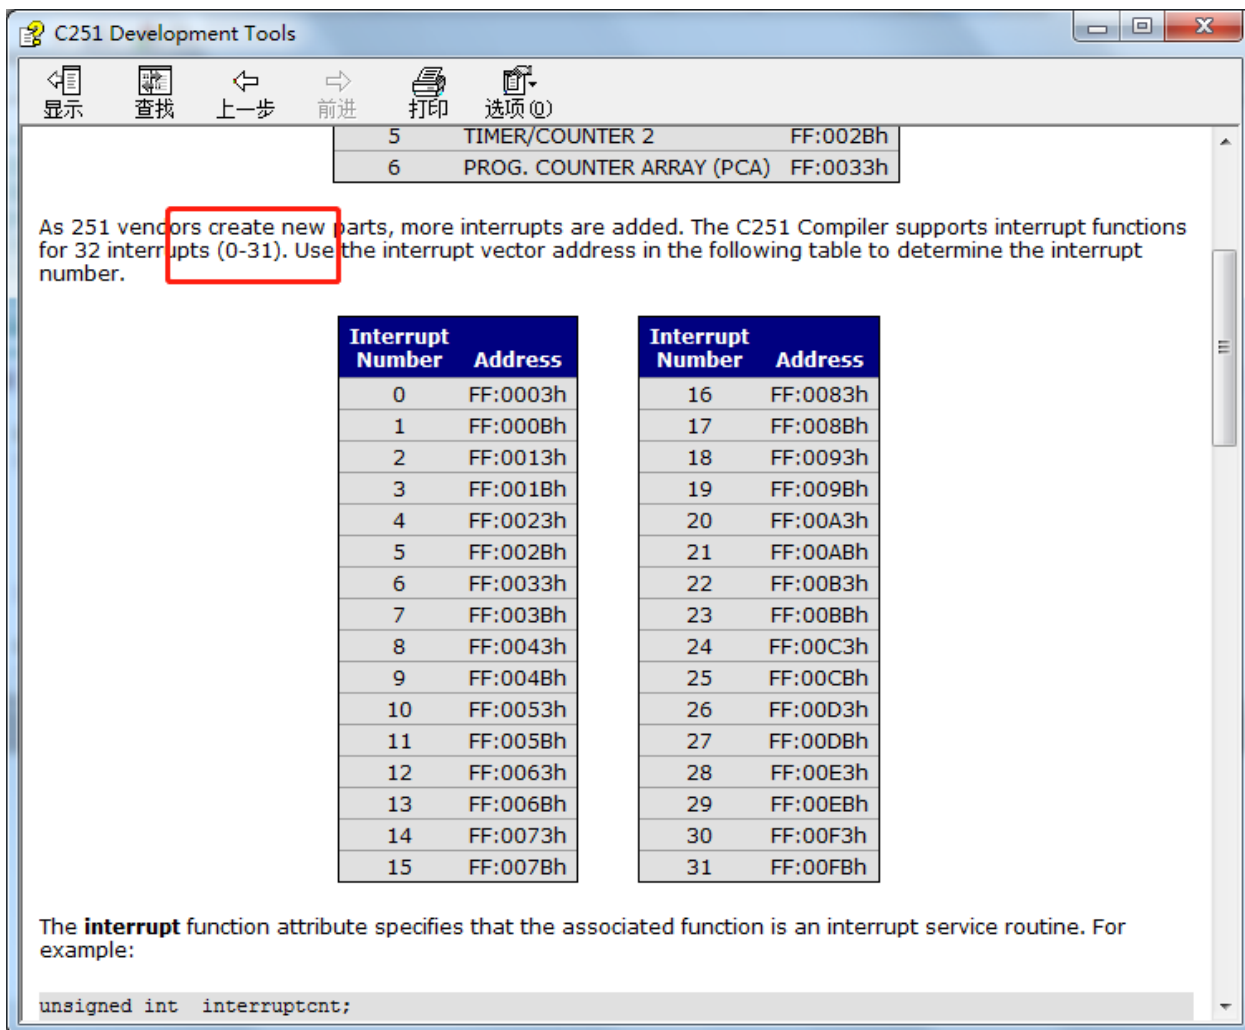 C251 Development Tools
显示 查找 上一步 前进 打印 选项(O)
5 TIMER/COUNTER 2 FF:002Bh
6 PROG. COUNTER ARRAY (PCA) FF:0033h
As 251 vendors create new parts, more interrupts are added. The C251 Compiler supports interrupt functions
for 32 interrupts (0-31). Use the interrupt vector address in the following table to determine the interrupt
number.
Interrupt Number Address
0 FF:0003h
1 FF:000Bh
2 FF:0013h
3 FF:001Bh
4 FF:0023h
5 FF:002Bh
6 FF:0033h
7 FF:003Bh
8 FF:0043h
9 FF:004Bh
10 FF:0053h
11 FF:005Bh
12 FF:0063h
13 FF:006Bh
14 FF:0073h
15 FF:007Bh
Interrupt Number Address
16 FF:0083h
17 FF:008Bh
18 FF:0093h
19 FF:009Bh
20 FF:00A3h
21 FF:00ABh
22 FF:00B3h
23 FF:00BBh
24 FF:00C3h
25 FF:00CBh
26 FF:00D3h
27 FF:00DBh
28 FF:00E3h
29 FF:00EBh
30 FF:00F3h
31 FF:00FBh
The interrupt function attribute specifies that the associated function is an interrupt service routine. For
example:
unsigned int interruptcnt;